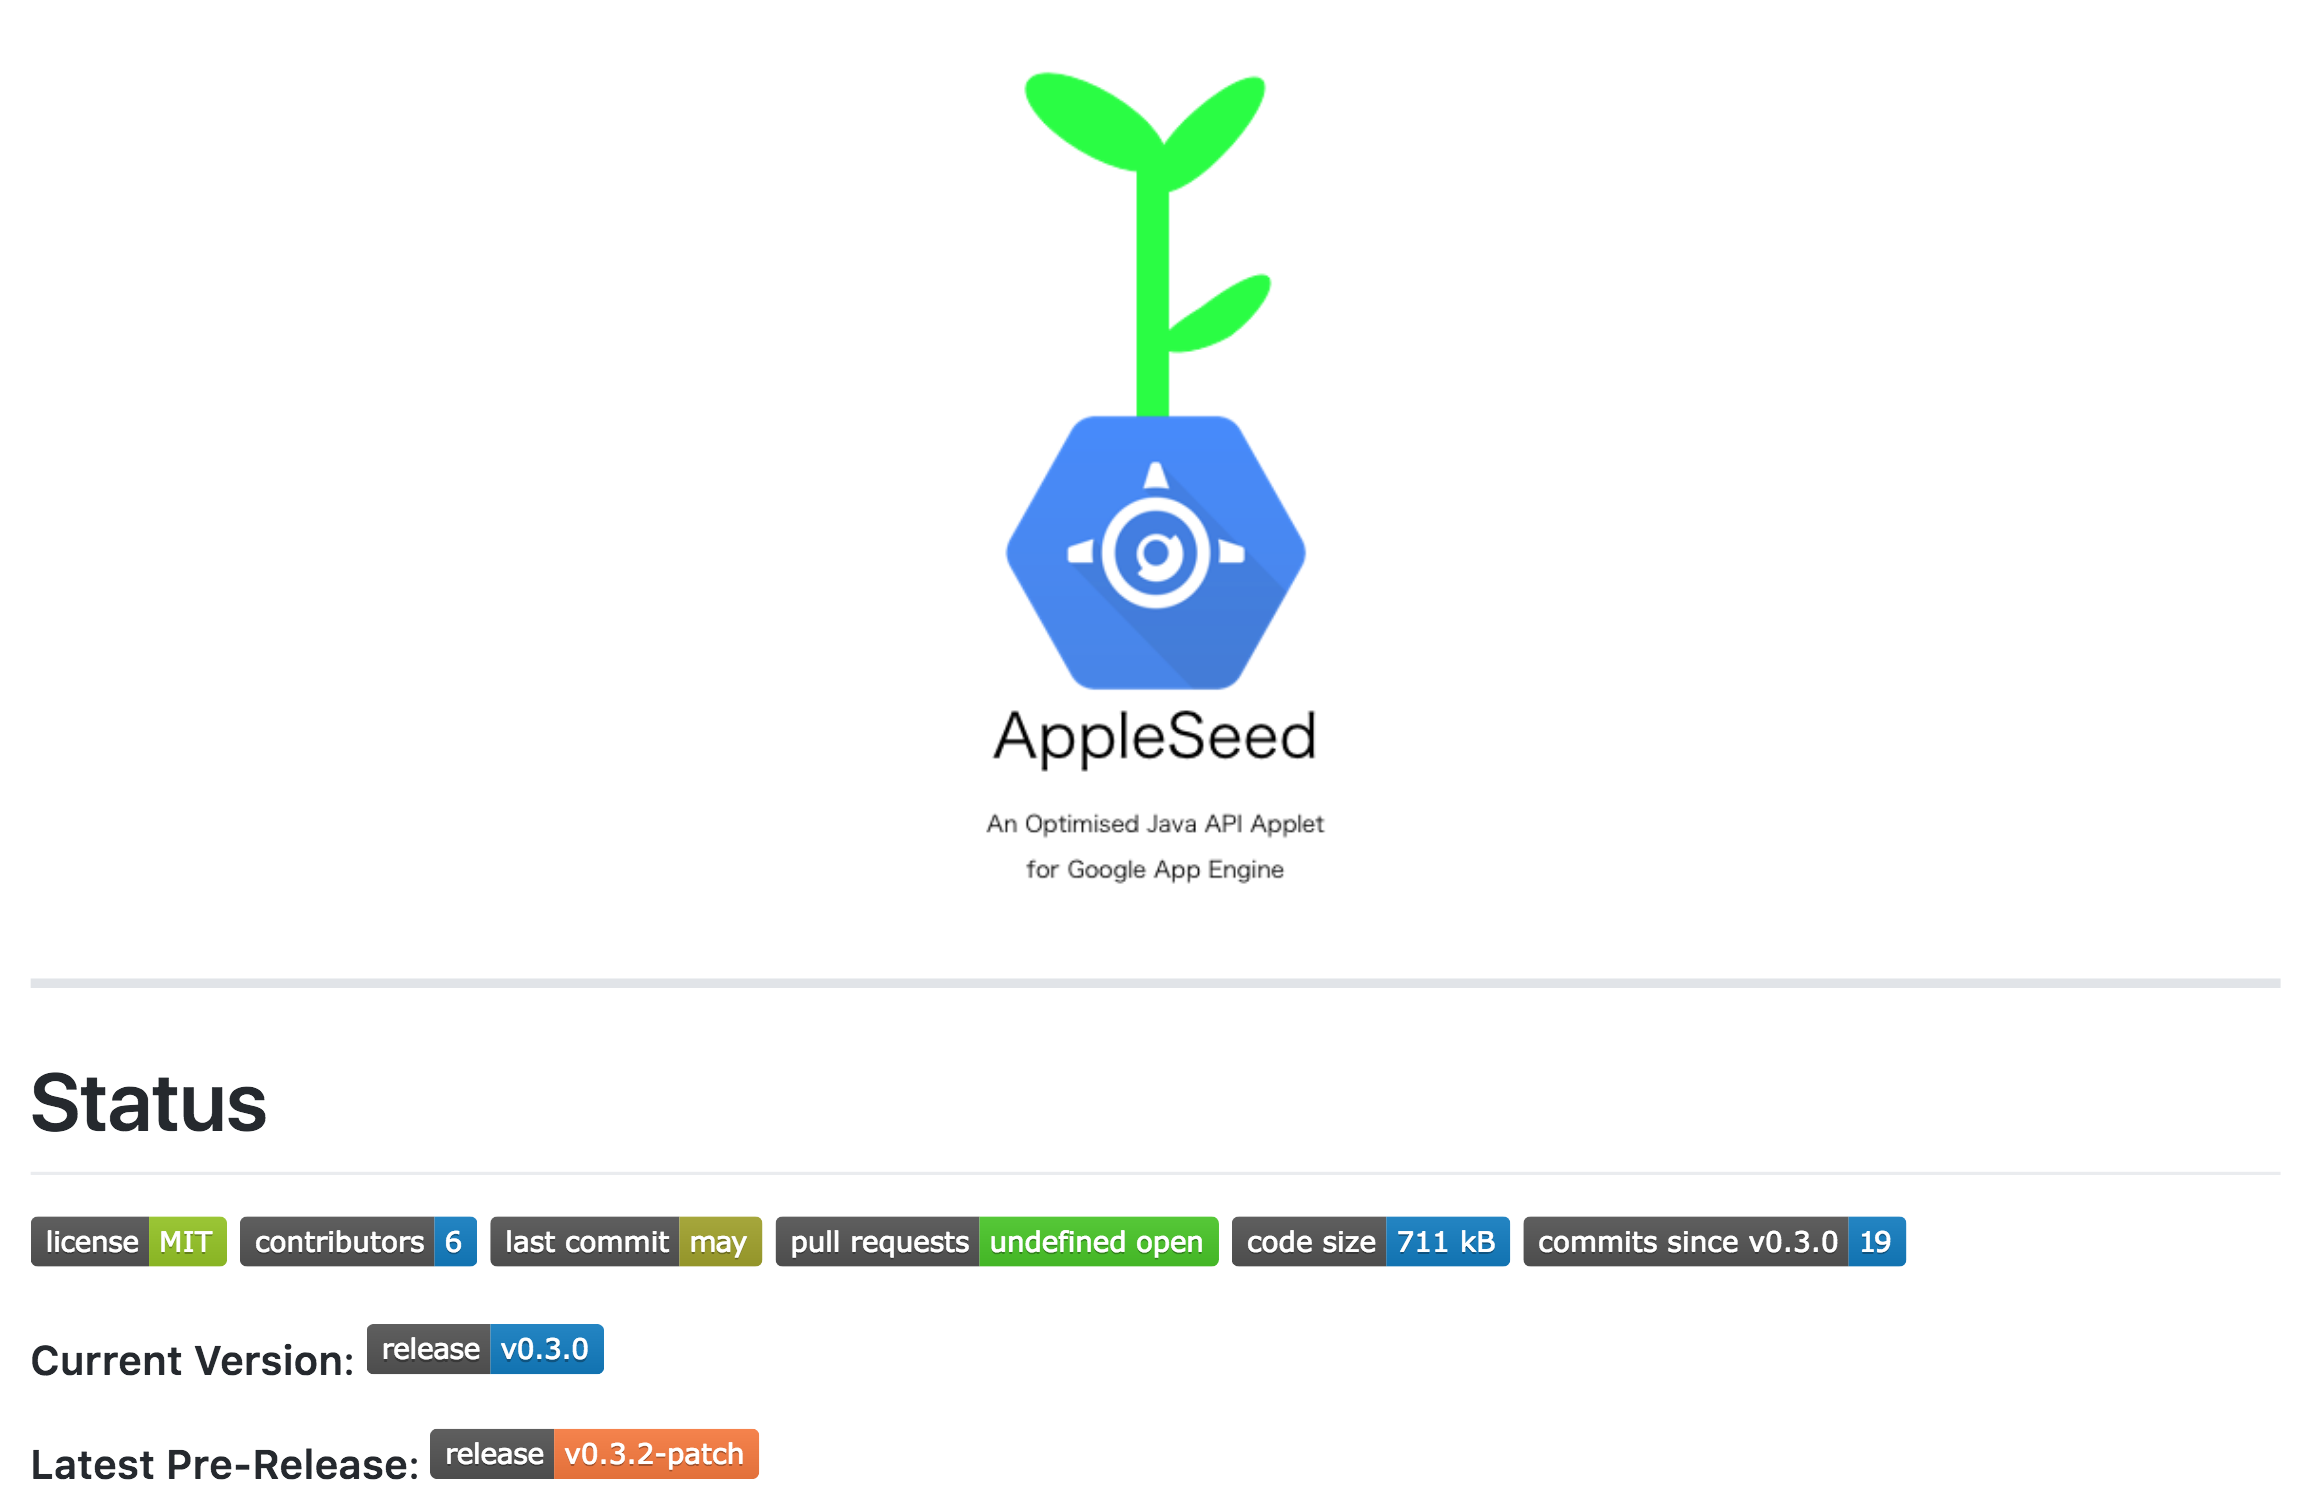 AppleSeed
An Optimised Java API Applet
for Google App Engine
Status
license MIT contributors 6 last commit may pull requests undefined open code size 711 kB commits since v0.3.0 19
Current Version: release v0.3.0
Latest Pre-Release: release v0.3.2-patch